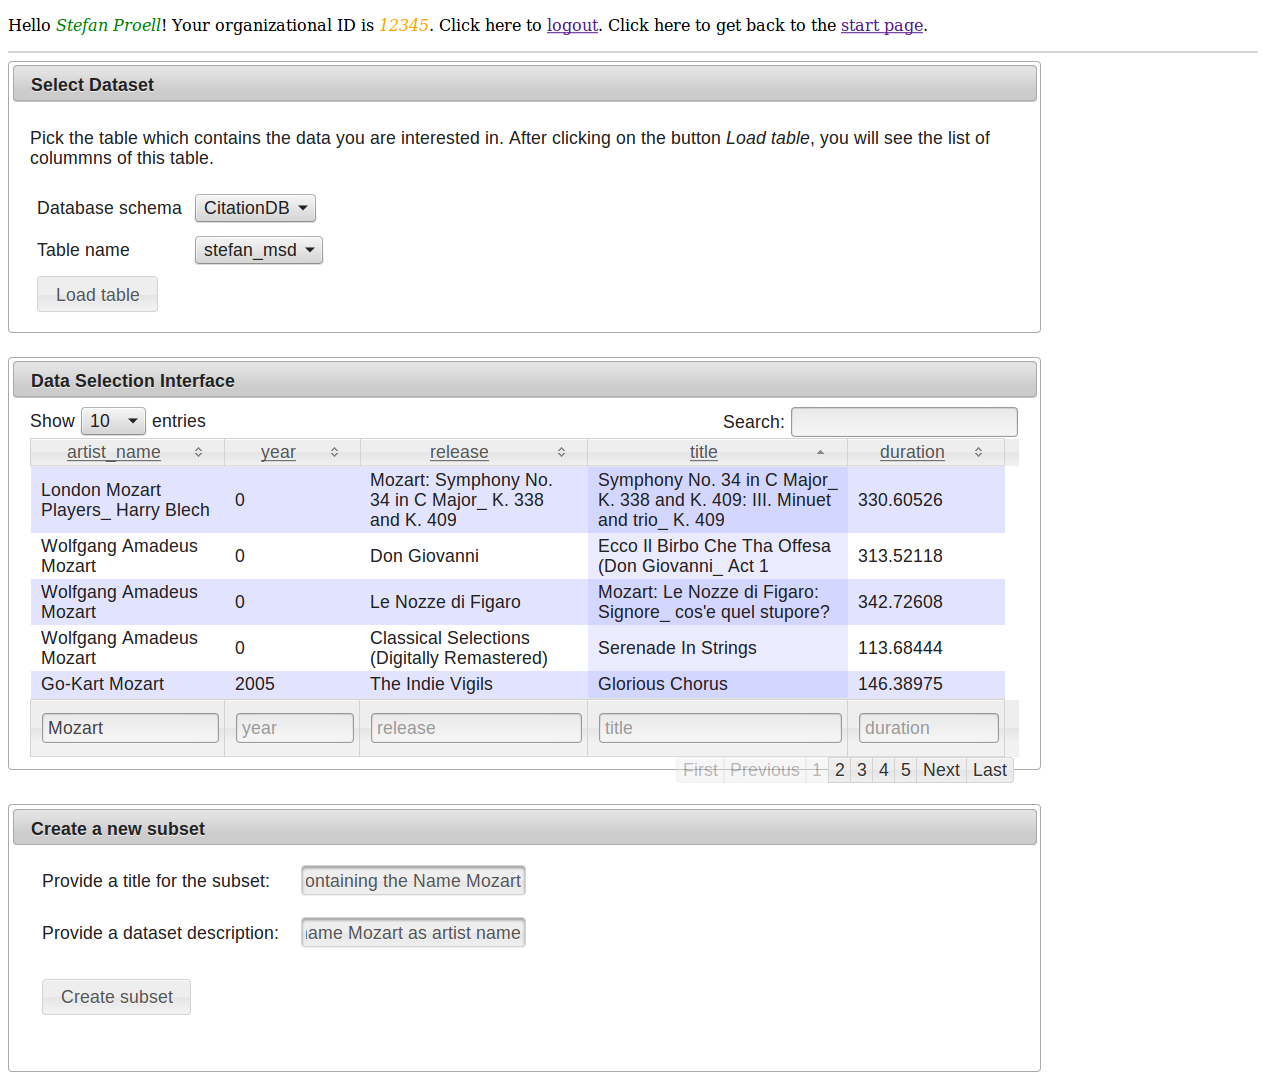 Hello Stefan Proell! Your organizational ID is 12345. Click here to logout. Click here to get back to the start page.
Select Dataset
Pick the table which contains the data you are interested in. After clicking on the button Load table, you will see the list of
colummns of this table.
Database schema CitationDB
Table name stefan_msd
Load table
Data Selection Interface
Show 10 entries Search:
artist_name year release title duration
London Mozart
Players_ Harry Blech
0
Mozart: Symphony No.
34 in C Major_ K. 338
and K. 409
Symphony No. 34 in C Major_
K. 338 and K. 409: III. Minuet
and trio_ K. 409
330.60526
Wolfgang Amadeus
Mozart
0
Don Giovanni
Ecco Il Birbo Che Tha Offesa
(Don Giovanni_ Act 1
313.52118
Wolfgang Amadeus
Mozart
0
Le Nozze di Figaro
Mozart: Le Nozze di Figaro:
Signore_ cos'e quel stupore?
342.72608
Wolfgang Amadeus
Mozart
0
Classical Selections
(Digitally Remastered)
Serenade In Strings
113.68444
Go-Kart Mozart 2005 The Indie Vigils Glorious Chorus 146.38975
Mozart year release title duration
First Previous 1 2 3 4 5 Next Last
Create a new subset
Provide a title for the subset: ontaining the Name Mozart
Provide a dataset description: ame Mozart as artist name
Create subset